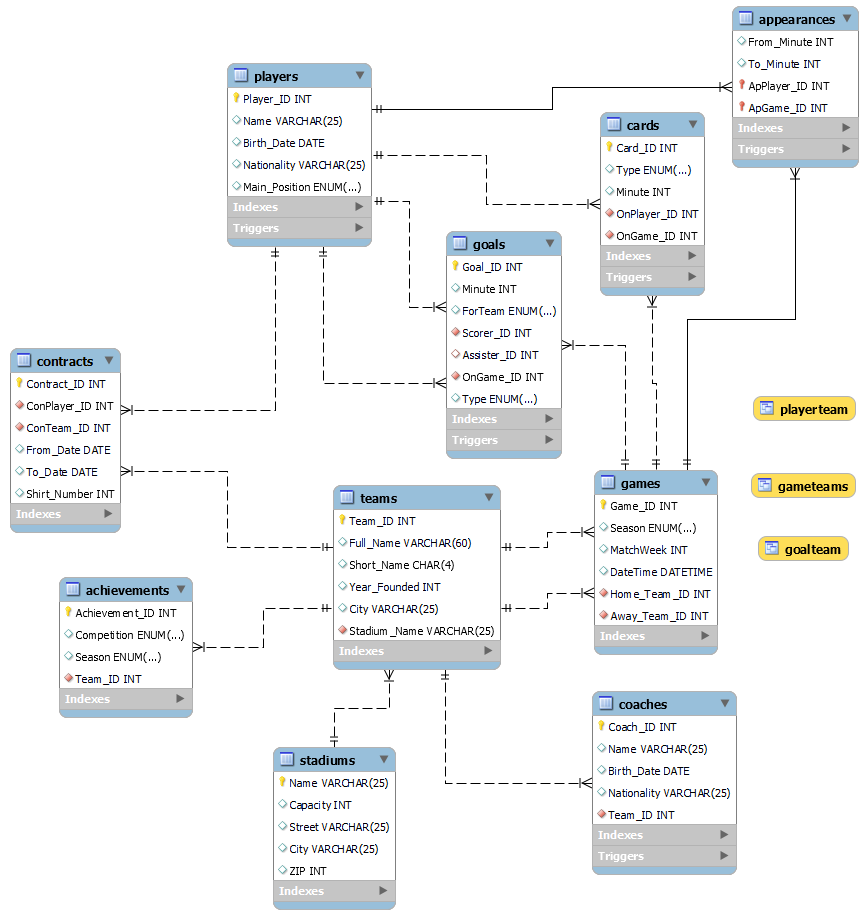 appearances
From_Minute INT
To_Minute INT
ApPlayer_ID INT
ApGame_ID INT
Indexes
Triggers
players
Player_ID INT
Name VARCHAR(25)
Birth_Date DATE
Nationality VARCHAR(25)
Main_Position ENUM(...)
Indexes
Triggers
cards
Card_ID INT
Type ENUM(...)
Minute INT
OnPlayer_ID INT
OnGame_ID INT
Indexes
Triggers
goals
Goal_ID INT
Minute INT
ForTeam ENUM(...)
Scorer_ID INT
Assister_ID INT
OnGame_ID INT
Type ENUM(...)
Indexes
Triggers
contracts
Contract_ID INT
ConPlayer_ID INT
ConTeam_ID INT
From_Date DATE
To_Date DATE
Shirt_Number INT
Indexes
playerteam
gameteams
goalteam
teams
Team_ID INT
Full_Name VARCHAR(60)
Short_Name CHAR(4)
Year_Founded INT
City VARCHAR(25)
Stadium_Name VARCHAR(25)
Indexes
games
Game_ID INT
Season ENUM(...)
MatchWeek INT
DateTime DATETIME
Home_Team_ID INT
Away_Team_ID INT
Indexes
achievements
Achievement_ID INT
Competition ENUM(...)
Season ENUM(...)
Team_ID INT
Indexes
coaches
Coach_ID INT
Name VARCHAR(25)
Birth_Date DATE
Nationality VARCHAR(25)
Team_ID INT
Indexes
Triggers
stadiums
Name VARCHAR(25)
Capacity INT
Street VARCHAR(25)
City VARCHAR(25)
ZIP INT
Indexes